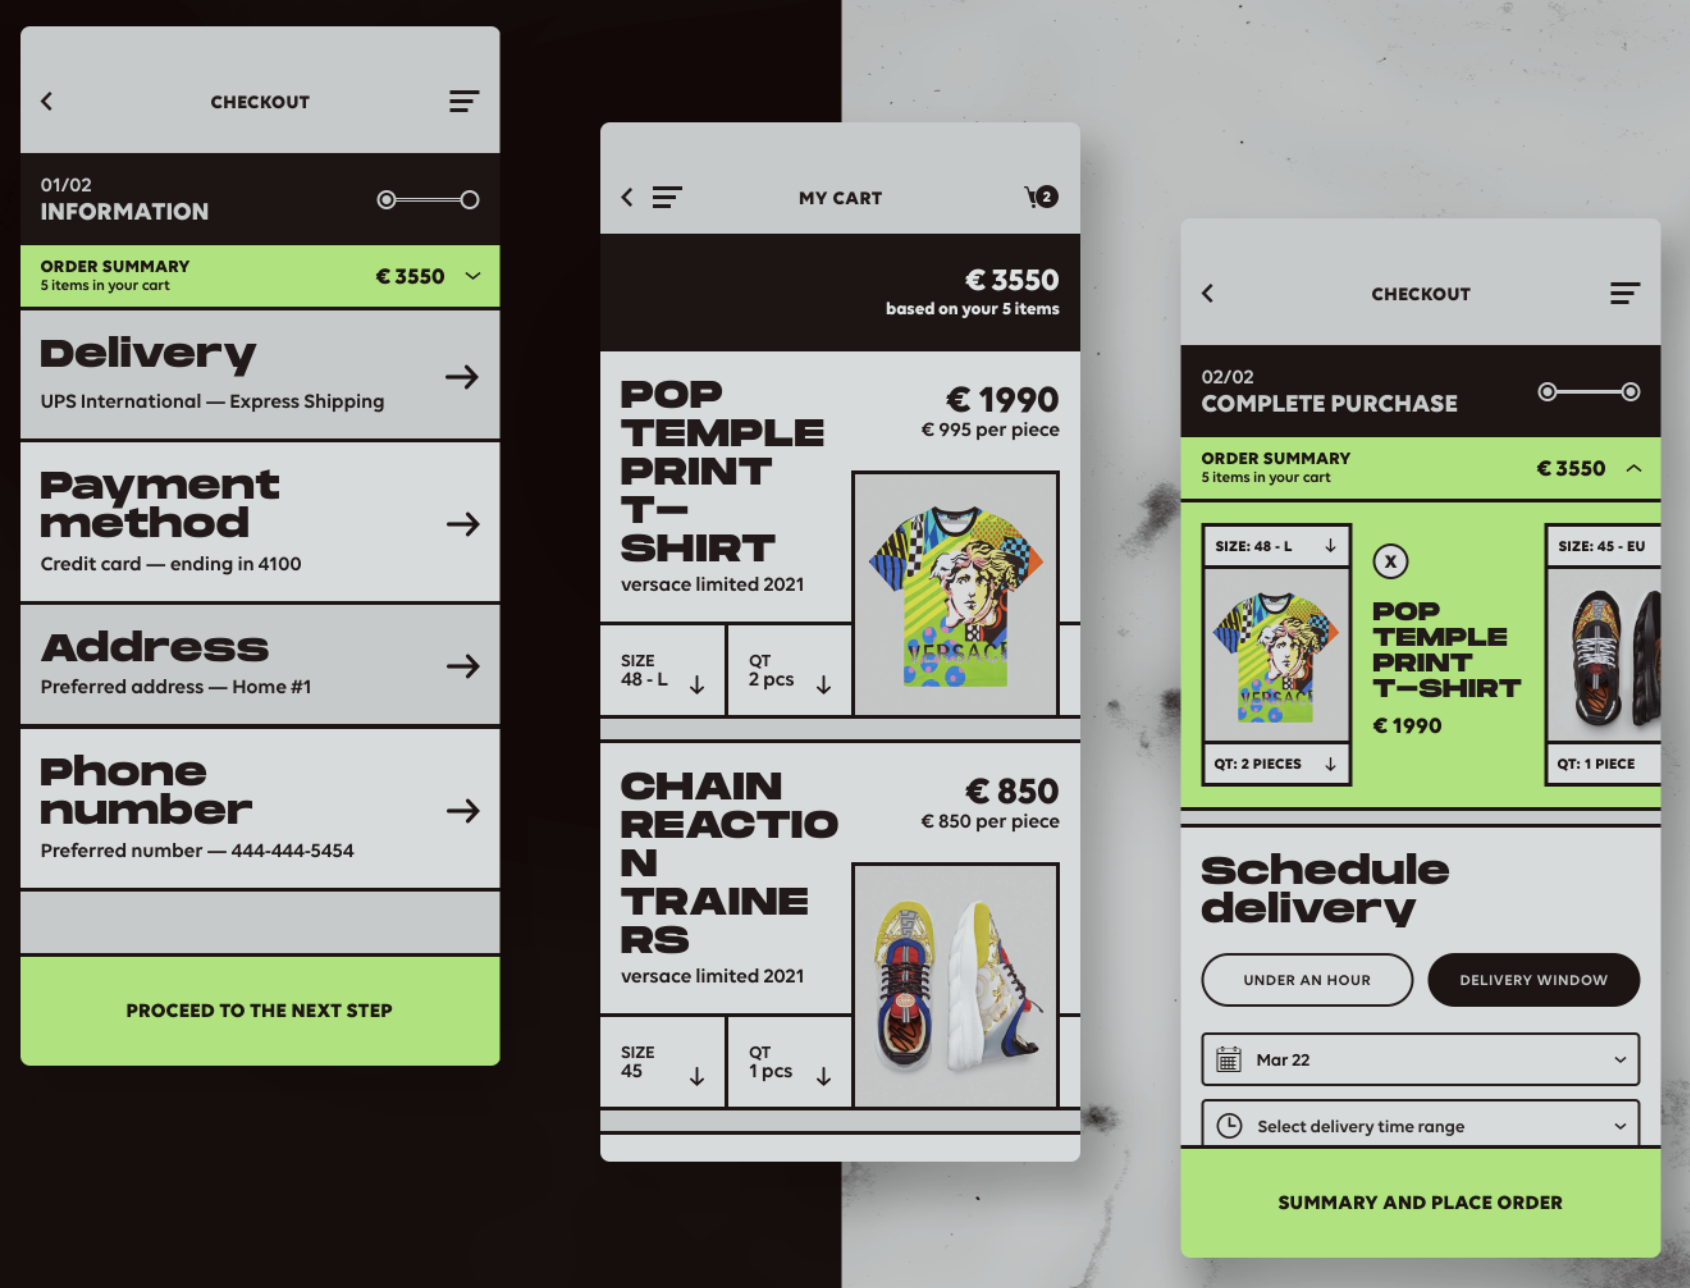 CHECKOUT
01/02
INFORMATION
ORDER SUMMARY
5 items in your cart
€ 3550
Delivery
UPS International — Express Shipping
Payment
method
Credit card — ending in 4100
Address
Preferred address — Home #1
Phone
number
Preferred number — 444-444-5454
PROCEED TO THE NEXT STEP
MY CART
2
€ 3550
based on your 5 items
POP
TEMPLE
PRINT
T-
SHIRT
versace limited 2021
€ 1990
€ 995 per piece
VERSACE
SIZE
48 - L
QT
2 pcs
CHAIN
REACTIO
N
TRAINE
RS
versace limited 2021
€ 850
€ 850 per piece
SIZE
45
QT
1 pcs
CHECKOUT
02/02
COMPLETE PURCHASE
ORDER SUMMARY
5 items in your cart
€ 3550
SIZE: 48 - L
VERSACE
QT: 2 PIECES
X
POP
TEMPLE
PRINT
T-SHIRT
€ 1990
SIZE: 45 - EU
QT: 1 PIECE
Schedule
delivery
UNDER AN HOUR
DELIVERY WINDOW
Mar 22
Select delivery time range
SUMMARY AND PLACE ORDER